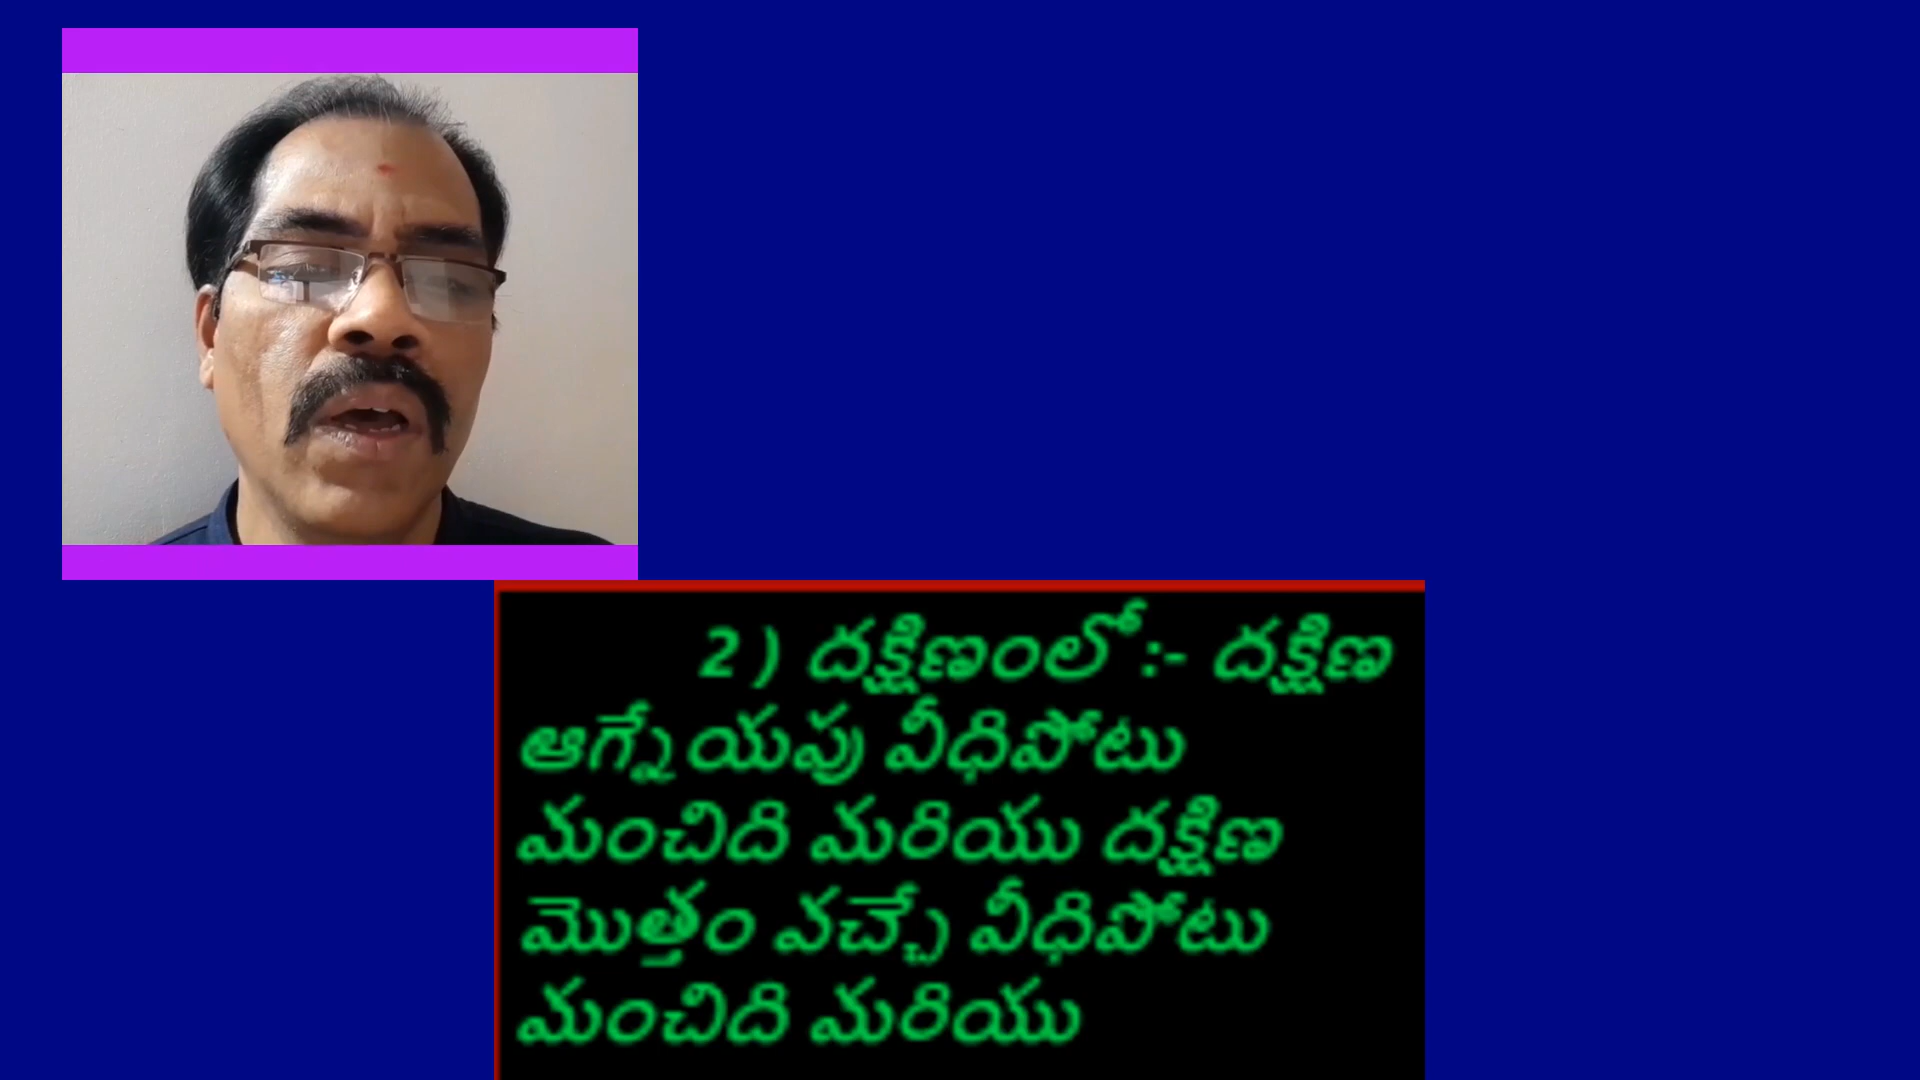 2 ) దక్షిణంలో :- దక్షిణ
ఆగ్నేయపు వీధిపోటు
మంచిది మరియు దక్షిణ
మొత్తం వచ్చే వీధిపోటు
మంచిది మరియు